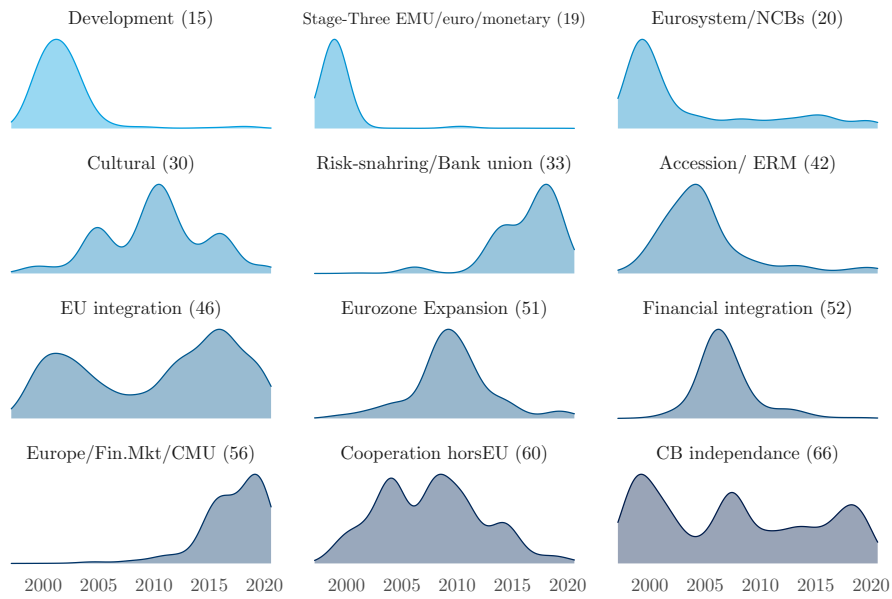 Development (15) Stage-Three EMU/euro/monetary (19) Eurosystem/NCBs (20)
Cultural (30) Risk-snahring/Bank union (33) Accession/ ERM (42)
EU integration (46) Eurozone Expansion (51) Financial integration (52)
Europe/Fin.Mkt/CMU (56) Cooperation horsEU (60) CB independance (66)
2000 2005 2010 2015 2020 2000 2005 2010 2015 2020 2000 2005 2010 2015 2020